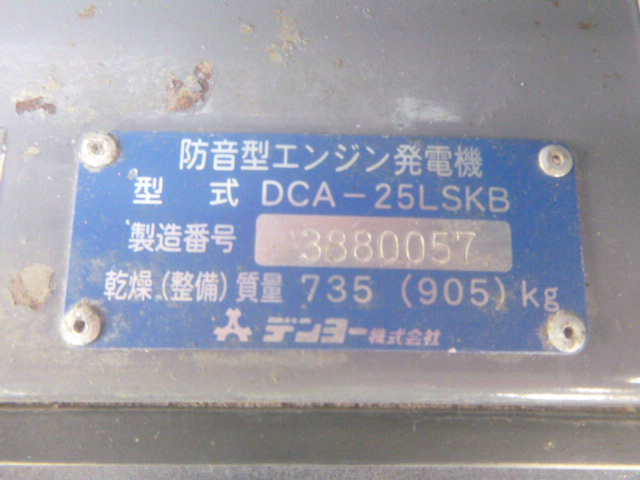 防音型エンジン発電機
型式 DCA-25LSKB
製造番号 3880057
乾燥(整備)質量 735 (905) kg
デンヨー株式会社